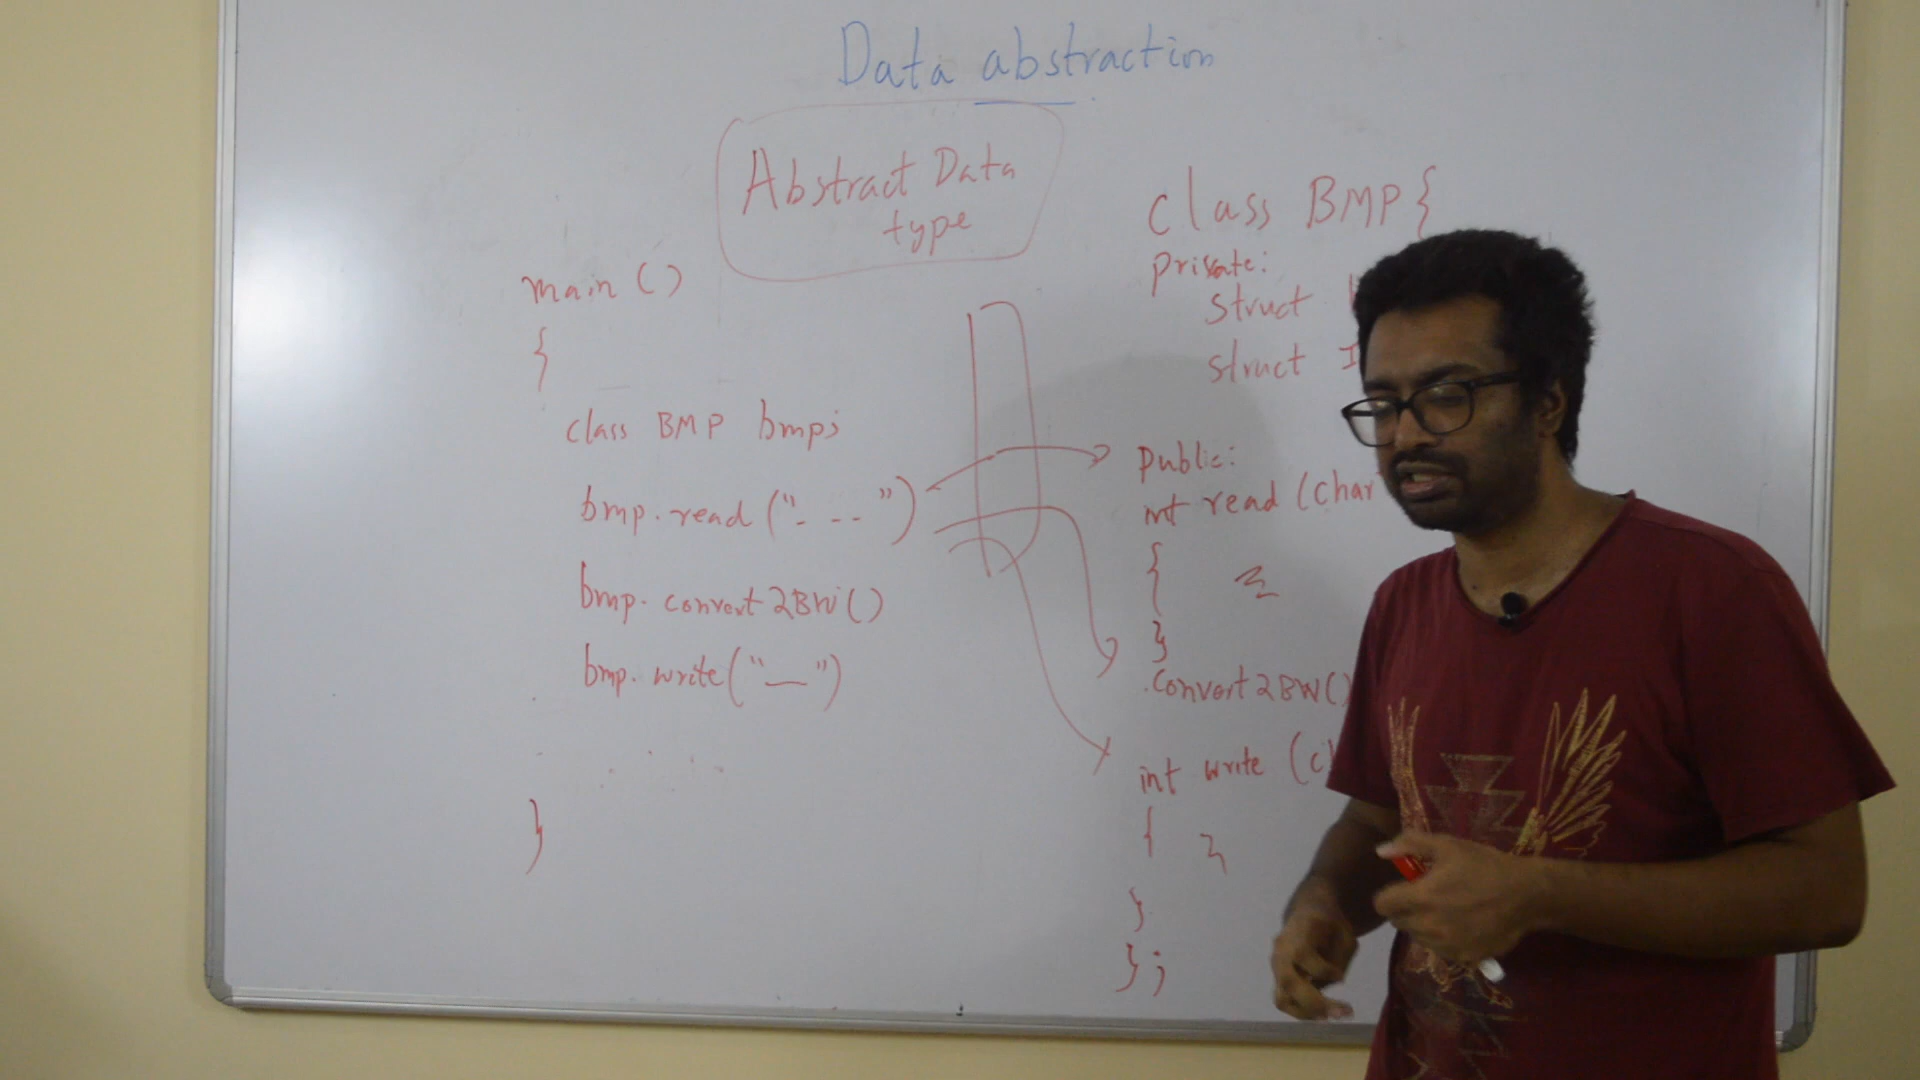 Data abstraction
Abstract Data
type
main ()
{
class BMP bmp;
bmp.read ("- --")
bmp. convert2BW()
bmp. write("—")
}
class BMP {
private:
struct
struct I
public:
int read (char
{
}
convert2BW()
int write (c
{
}
};